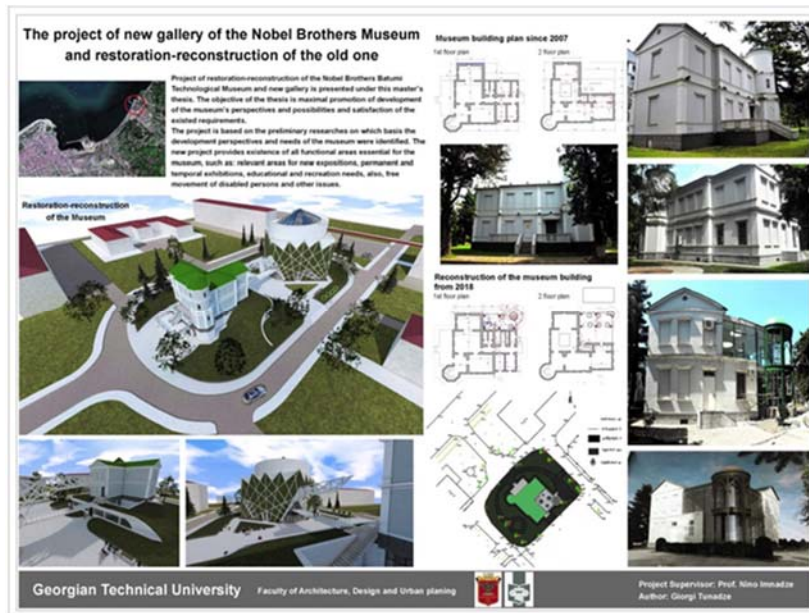 The project of new gallery of the Nobel Brothers Museum
and restoration-reconstruction of the old one
Project of restoration-reconstruction of the Nobel Brothers Batumi
Technological Museum and new gallery is presented under this master's
thesis. The objective of the thesis is maximal promotion of development
of the museum's perspectives and possibilities and satisfaction of the
existed requirements.
The project is based on the preliminary researches on which basis the
development perspectives and needs of the museum were identified. The
new project provides existence of all functional areas essential for the
museum, such as: relevant areas for new expositions, permanent and
temporal exhibitions, educational and recreation needs, also, free
movement of disabled persons and other issues.
Restoration-reconstruction
of the Museum
Museum building plan since 2007
1st floor plan
2 floor plan
Reconstruction of the museum building
from 2018
1st floor plan
2 floor plan
Georgian Technical University
Faculty of Architecture, Design and Urban planing
Project Supervisor: Prof. Nino Imnadze
Author: Giorgi Tunadze